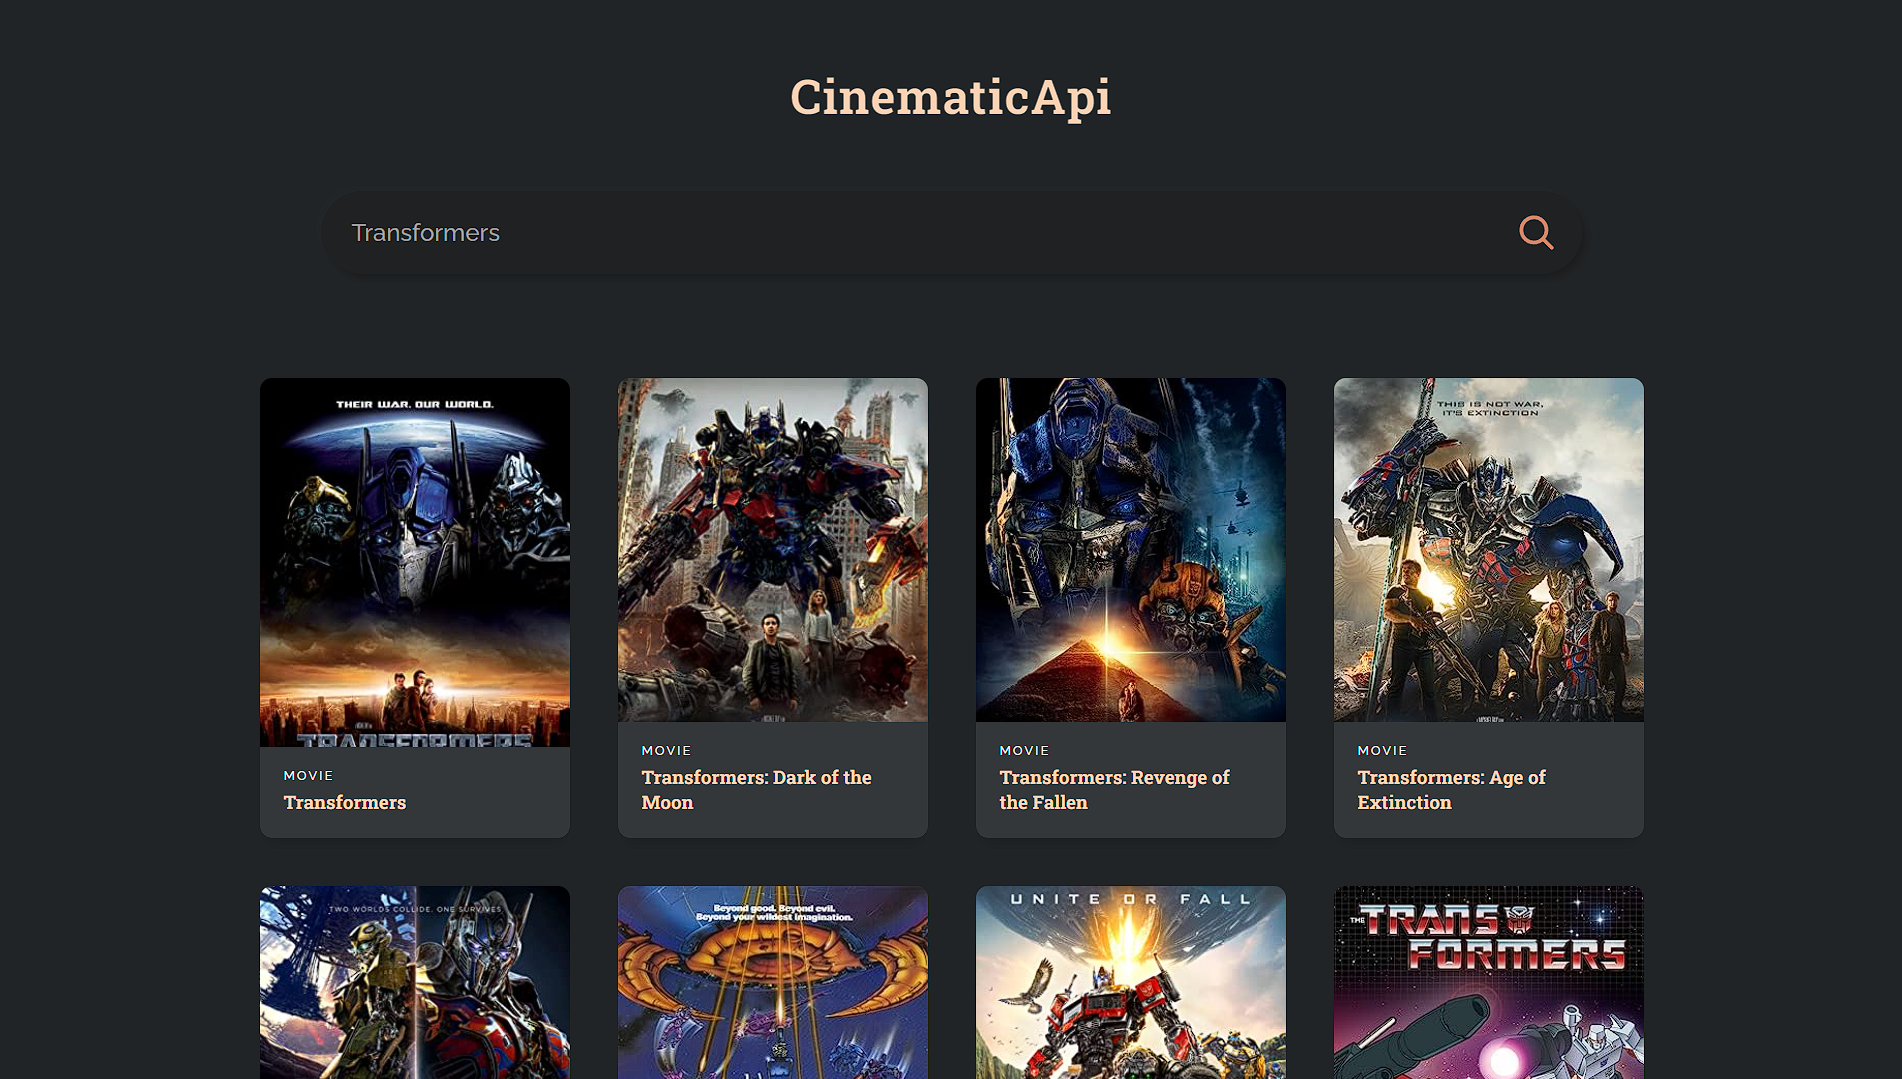 CinematicApi
Transformers
THEIR WAR. OUR WORLD.
TRANSFORMERS
MOVIE
Transformers
MOVIE
Transformers: Dark of the
Moon
MOVIE
Transformers: Revenge of
the Fallen
THIS IS NOT WAR,
IT'S EXTINCTION
MOVIE
Transformers: Age of
Extinction
TWO WORLDS COLLIDE. ONE SURVIVES
Beyond good. Beyond evil.
Beyond your wildest imagination.
UNITE OR FALL
THE TRANS
FORMERS